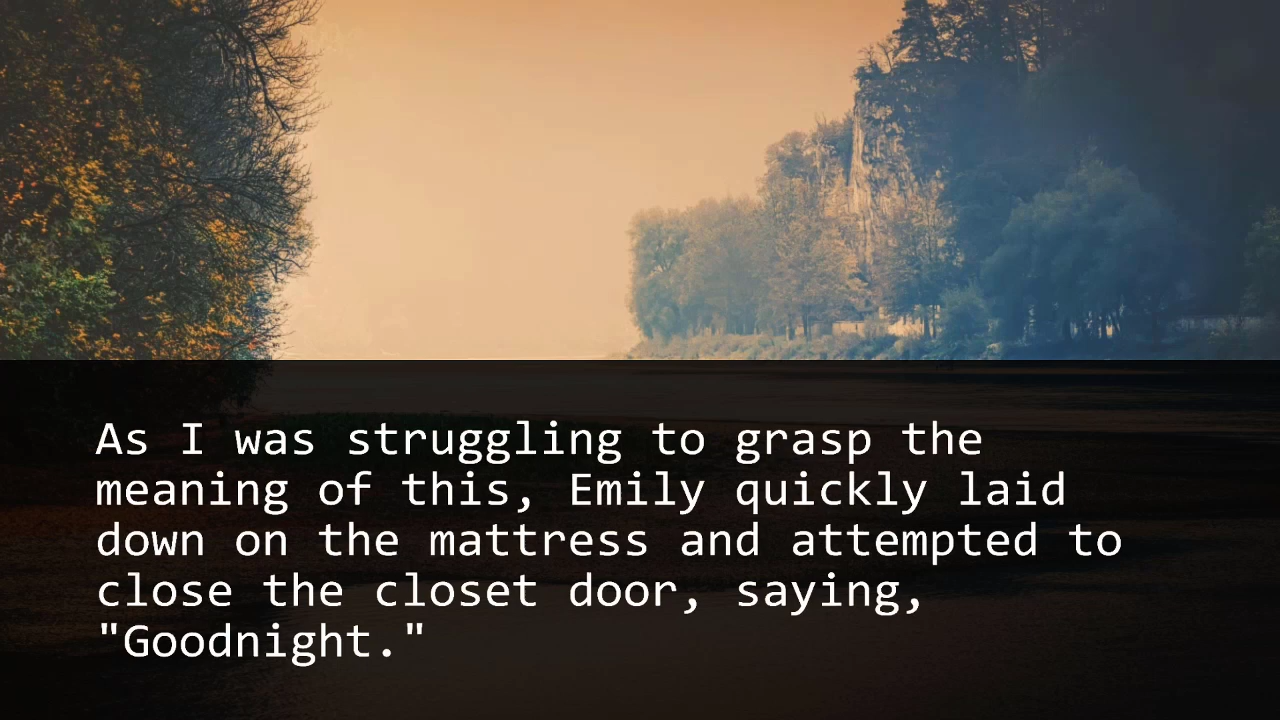 As I was struggling to grasp the
meaning of this, Emily quickly laid
down on the mattress and attempted to
close the closet door, saying,
"Goodnight."